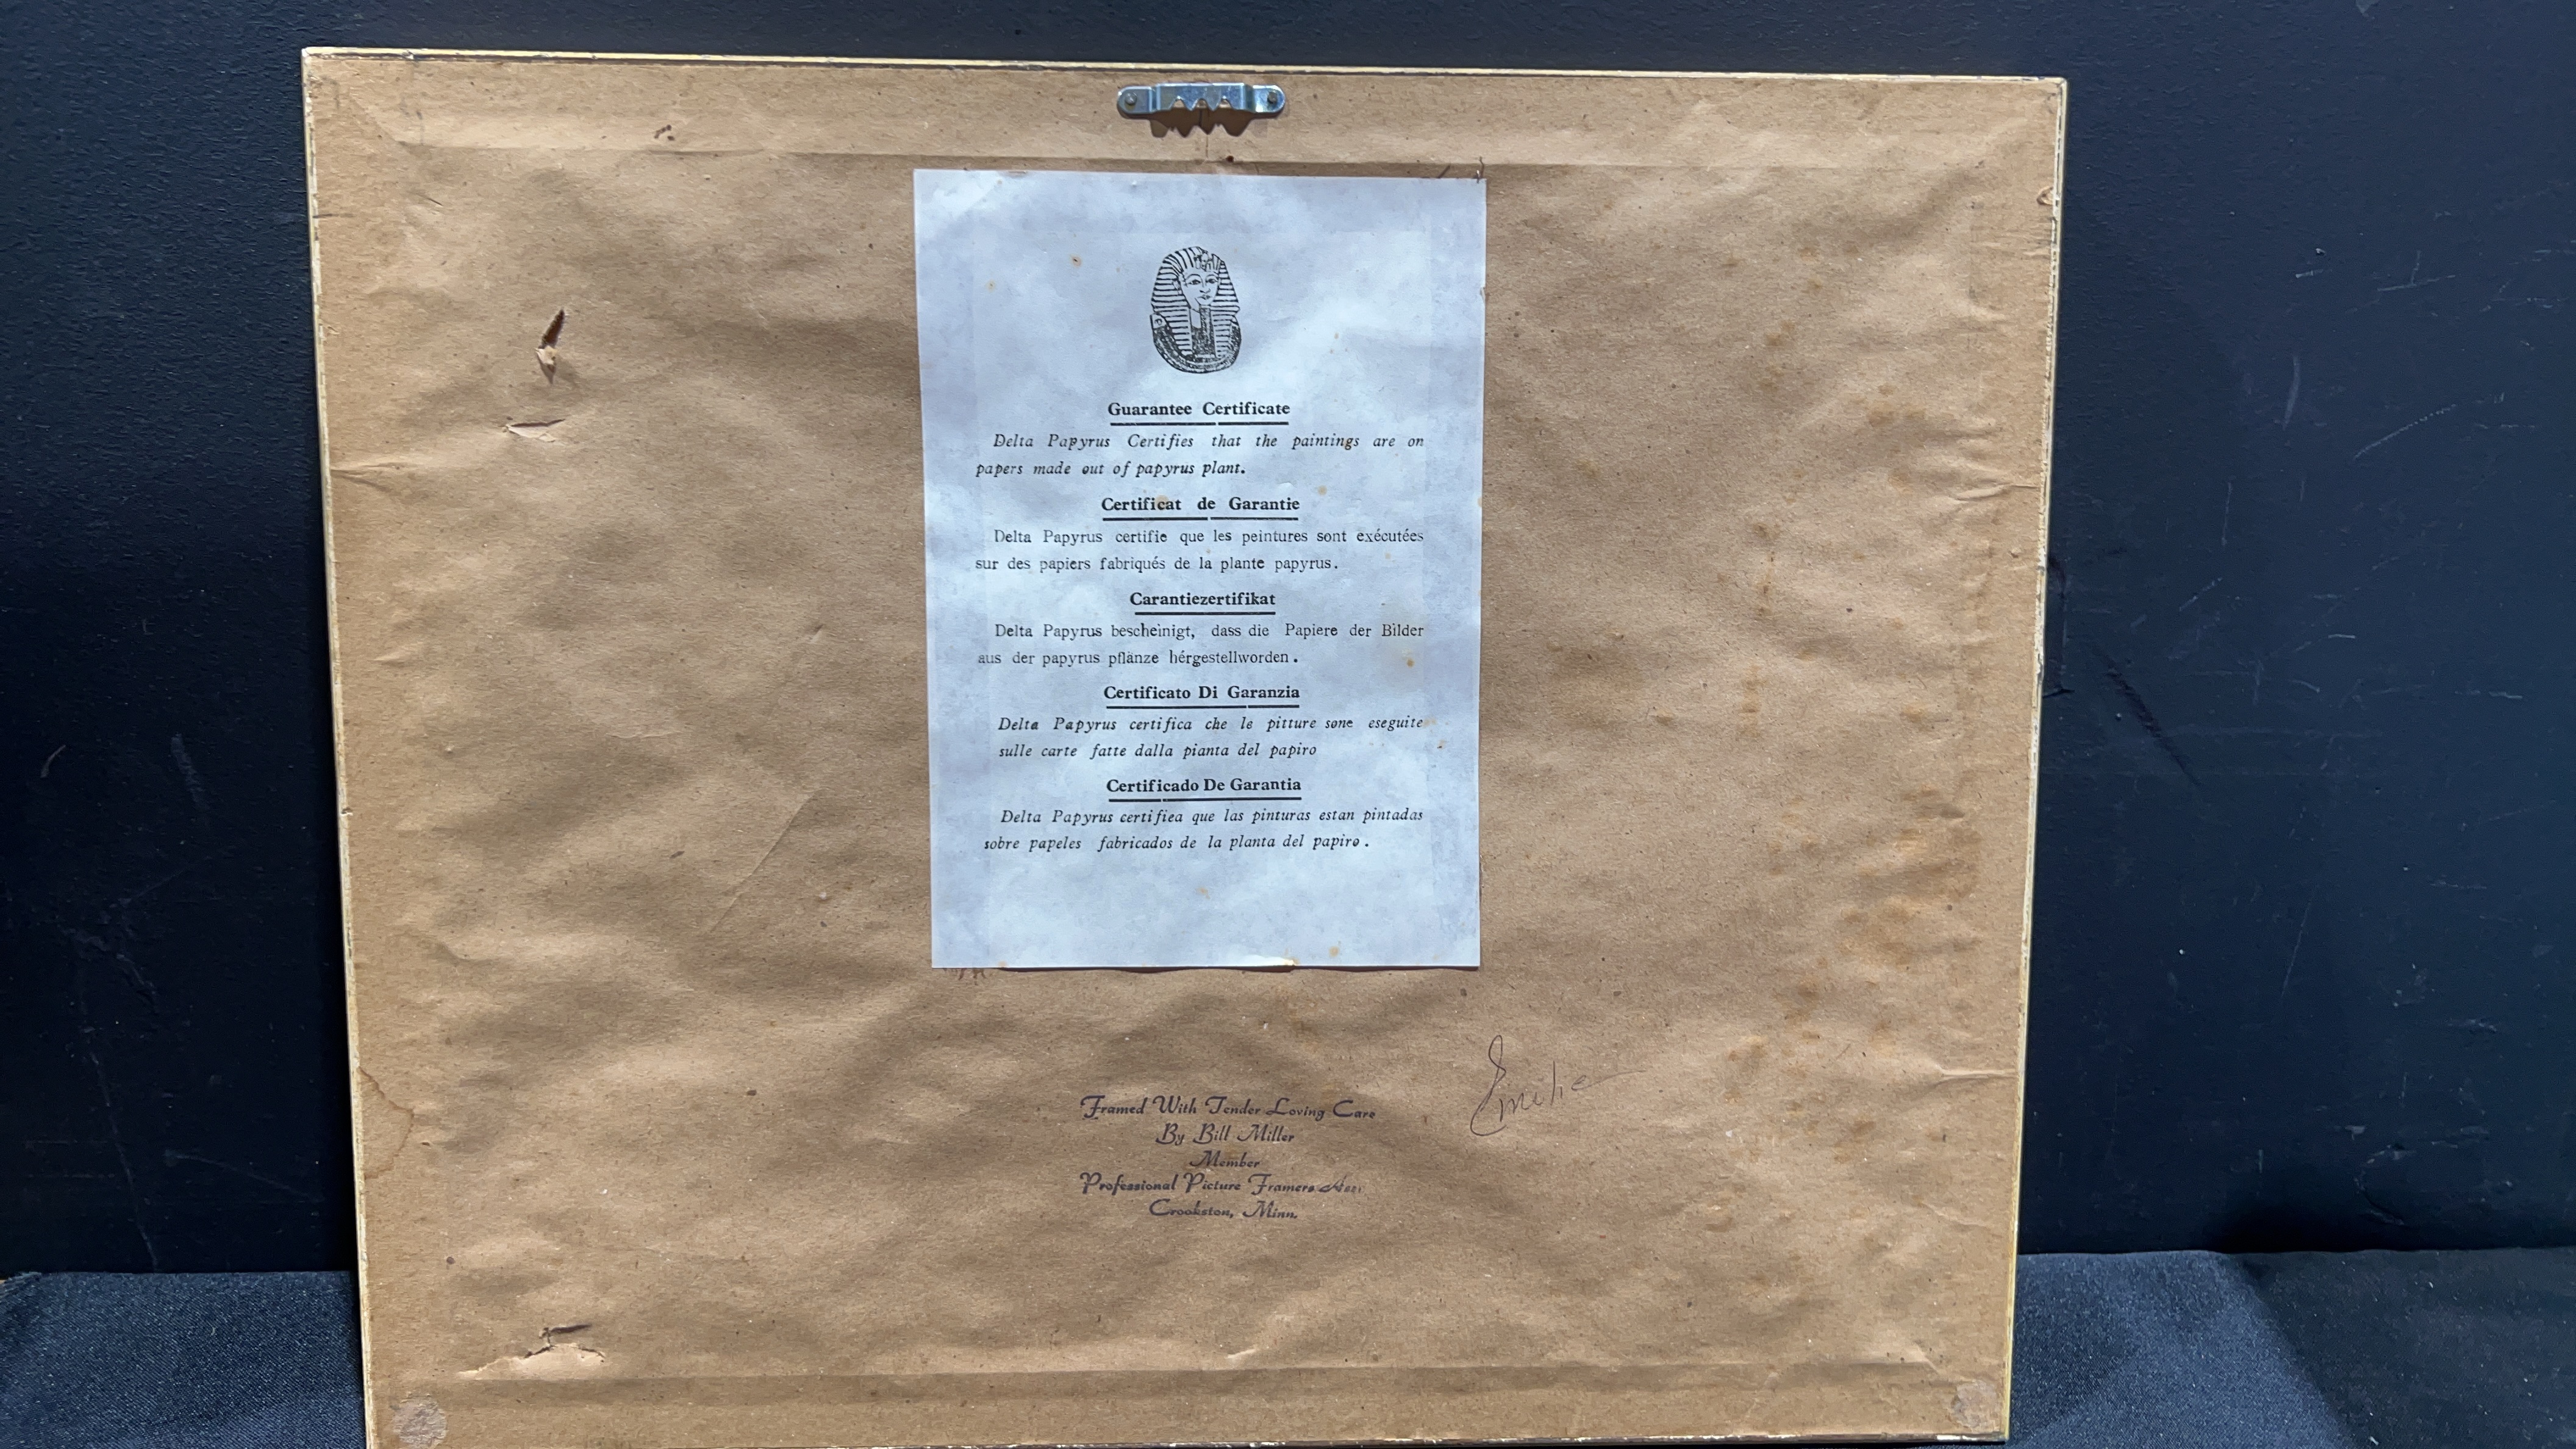 Guarantee Certificate
Delta Papyrus Certifies that the paintings are on
papers made out of papyrus plant.
Certificat de Garantie
Delta Papyrus certifie que les peintures sont exécutées
sur des papiers fabriqués de la plante papyrus.
Carantiezertifikat
Delta Papyrus bescheinigt, dass die Papiere der Bilder
aus der papyrus pflänze hérgestellworden.
Certificato Di Garanzia
Delta Papyrus certifica che le pitture sone eseguite
sulle carte fatte dalla pianta del papiro
Certificado De Garantia
Delta Papyrus certifiea que las pinturas estan pintadas
sobre papeles fabricados de la planta del papiro.
Framed With Tender Loving Care
By Bill Miller
Member
Professional Picture Framers
Crookston, Minn.